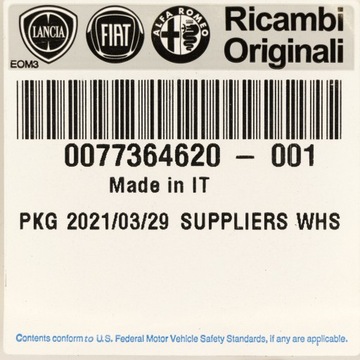 LANCIA
FIAT
ALFA ROMEO
Ricambi
Originali
EOM3
0077364620 - 001
Made in IT
PKG 2021/03/29 SUPPLIERS WHS
Contents conform to U.S. Federal Motor Vehicle Safety Standards, if any are applicable.